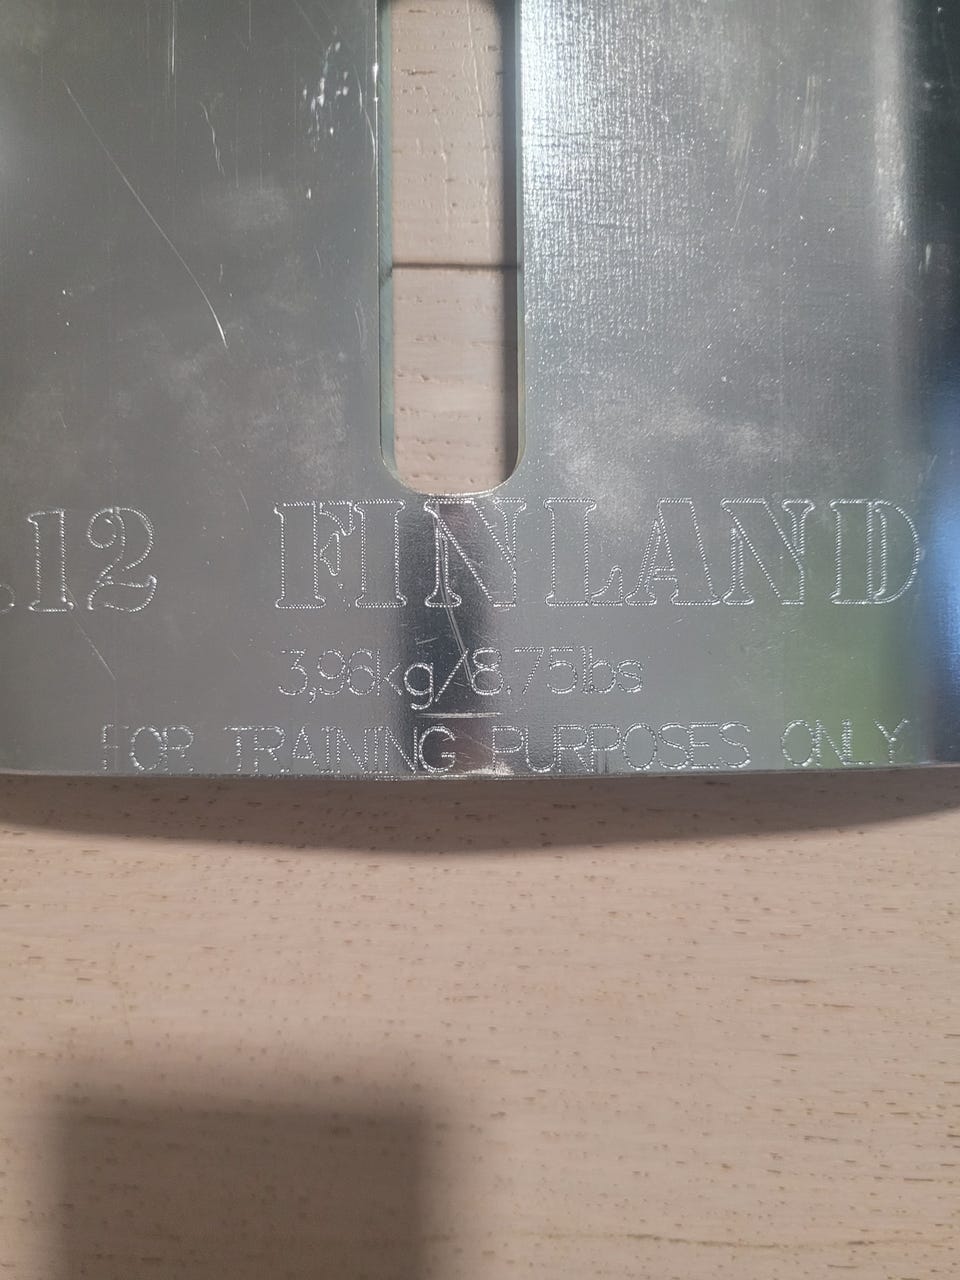 .12 FINLAND
3,96kg/8.75lbs
FOR TRAINING PURPOSES ONLY